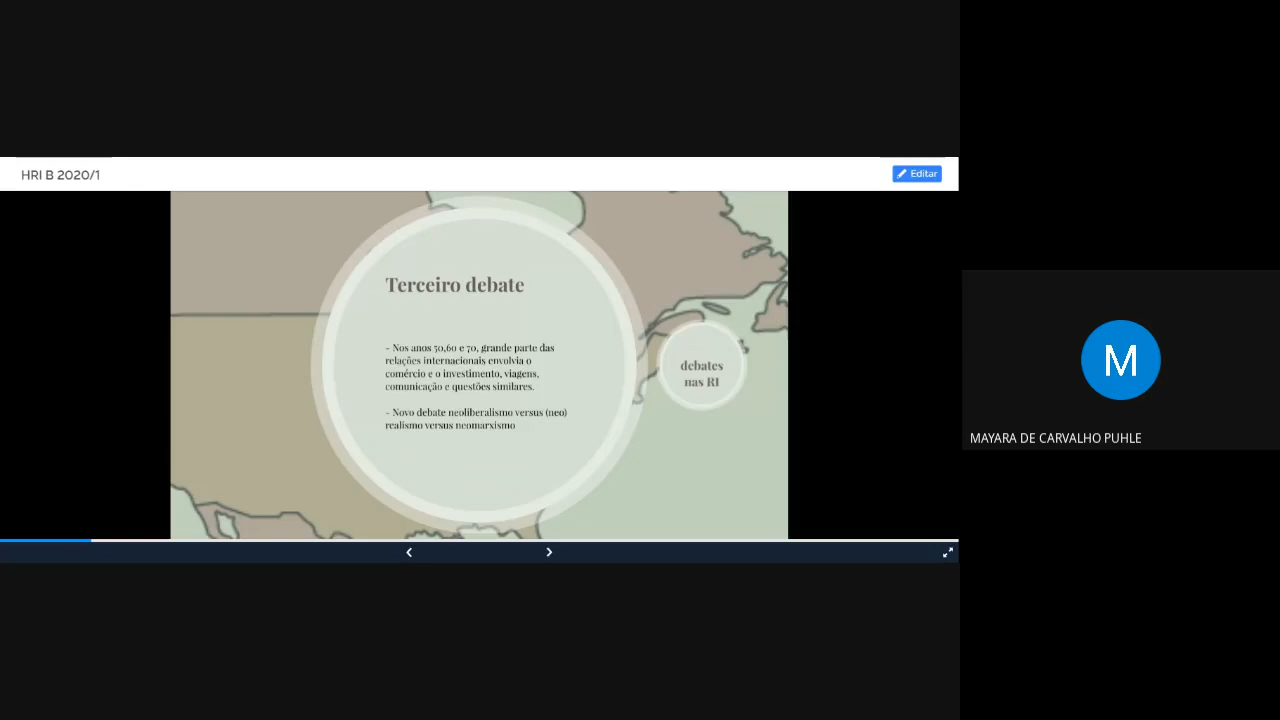 HRI B 2020/1
Editar
Terceiro debate
- Nos anos 50,60 e 70, grande parte das
relações internacionais envolvia o
comércio e o investimento, viagens,
comunicação e questões similares.
- Novo debate neoliberalismo versus (neo)
realismo versus neomarxismo
debates
nas RI
M
MAYARA DE CARVALHO PUHLE